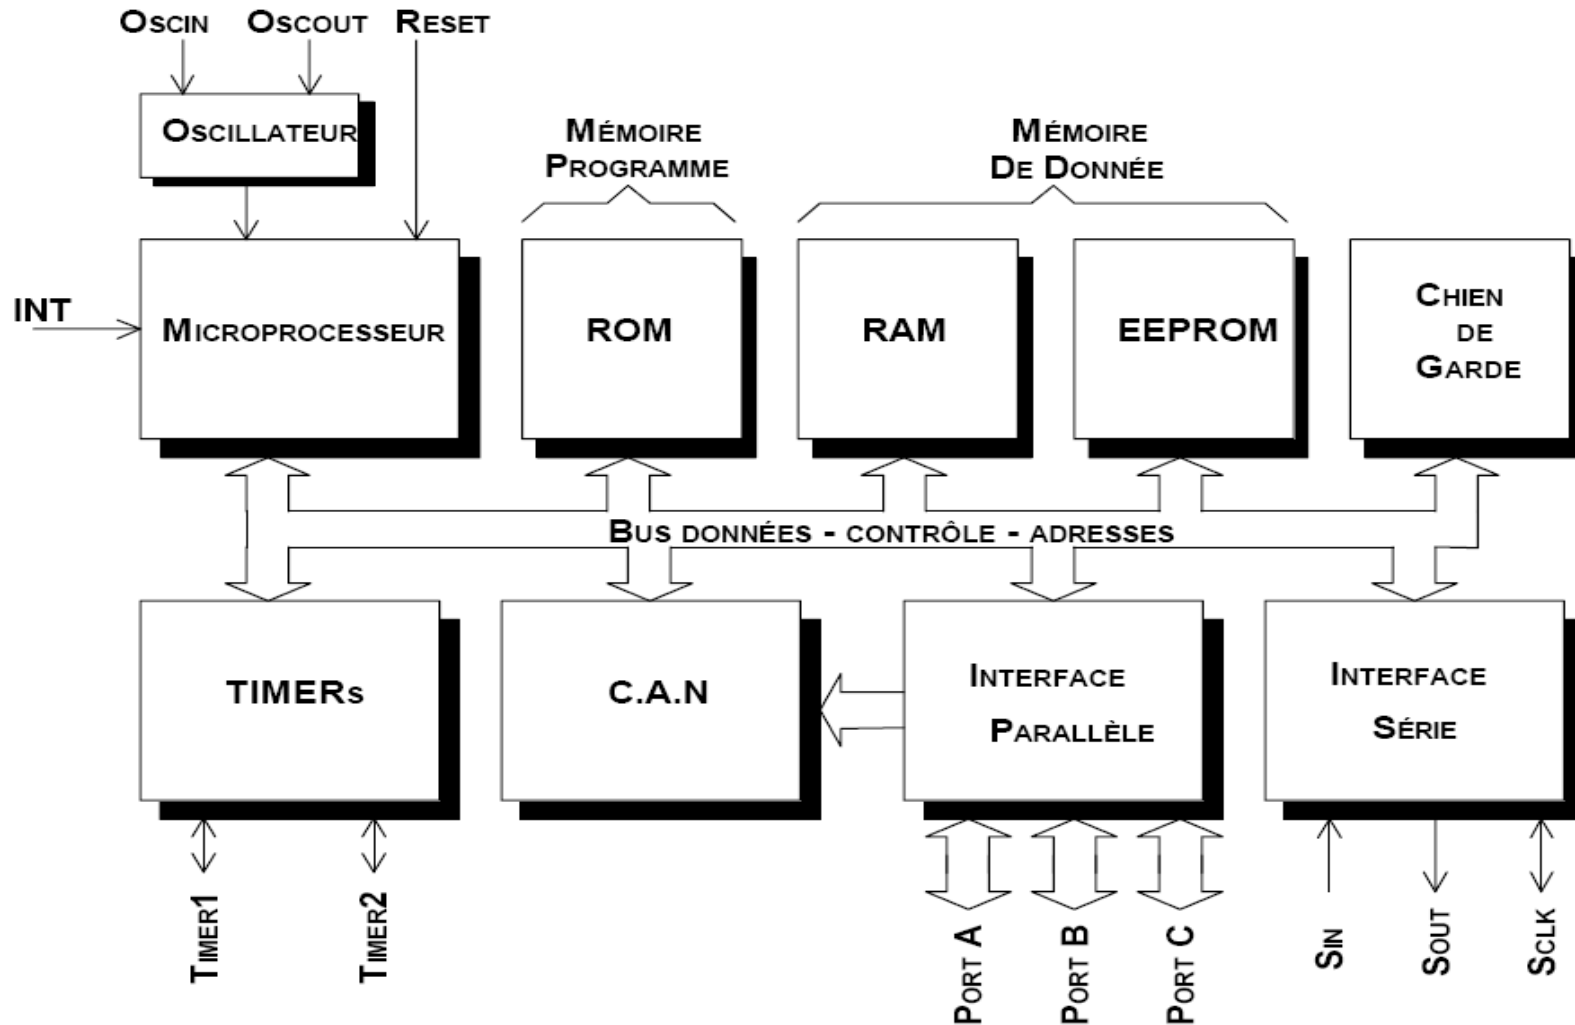 OSCIN OSCOUT RESET
OSCILLATEUR
MÉMOIRE
PROGRAMME
MÉMOIRE
DE DONNÉE
INT
MICROPROCESSEUR
ROM
RAM
EEPROM
CHIEN
DE
GARDE
BUS DONNÉES - CONTRÔLE - ADRESSES
TIMERS
C.A.N
INTERFACE
PARALLÈLE
INTERFACE
SÉRIE
TIMER1
TIMER2
PORT A
PORT B
PORT C
SIN
SOUT
SCLK